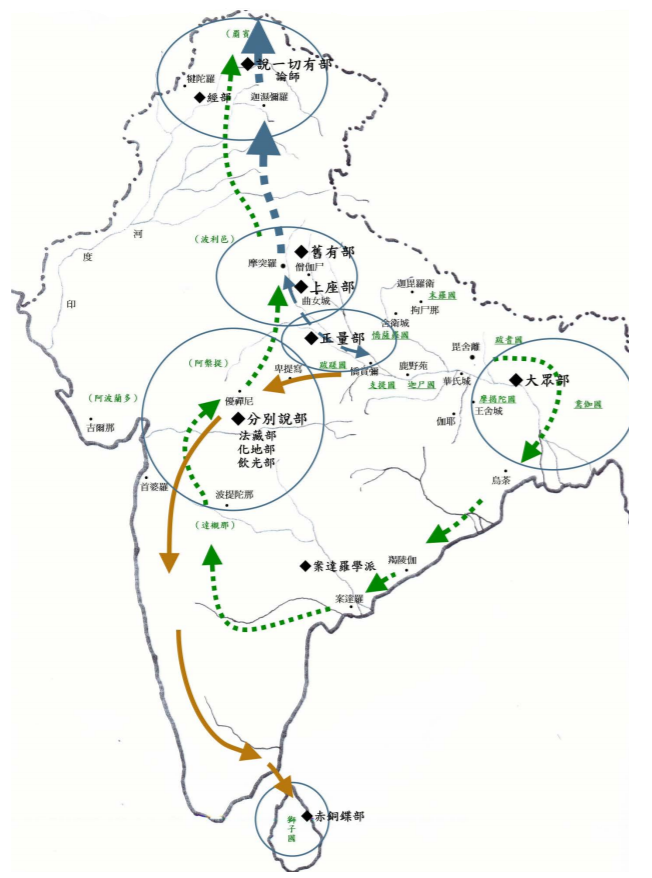 （罽賓）
◆說一切有部
論師
犍陀羅
◆經部
迦濕彌羅
（波利邑）
河
度
印
◆舊有部
摩突羅
僧伽尸
◆上座部
曲女城
迦毘羅衛
末羅國
拘尸那
舍衛城
◆正量部
憍薩羅國
跋蹉國
憍賞彌
鹿野苑
毘舍離
跋耆國
（阿槃提）
卑提寫
支提國
迦尸國
華氏城
◆大眾部
（阿波蘭多）
優禪尼
摩揭陀國
鴦伽國
王舍城
吉爾那
◆分別說部
伽耶
法藏部
化地部
飲光部
首婆羅
波提陀那
烏荼
（達櫬那）
◆案達羅學派
羯陵伽
案達羅
◆赤銅鍱部
獅子國